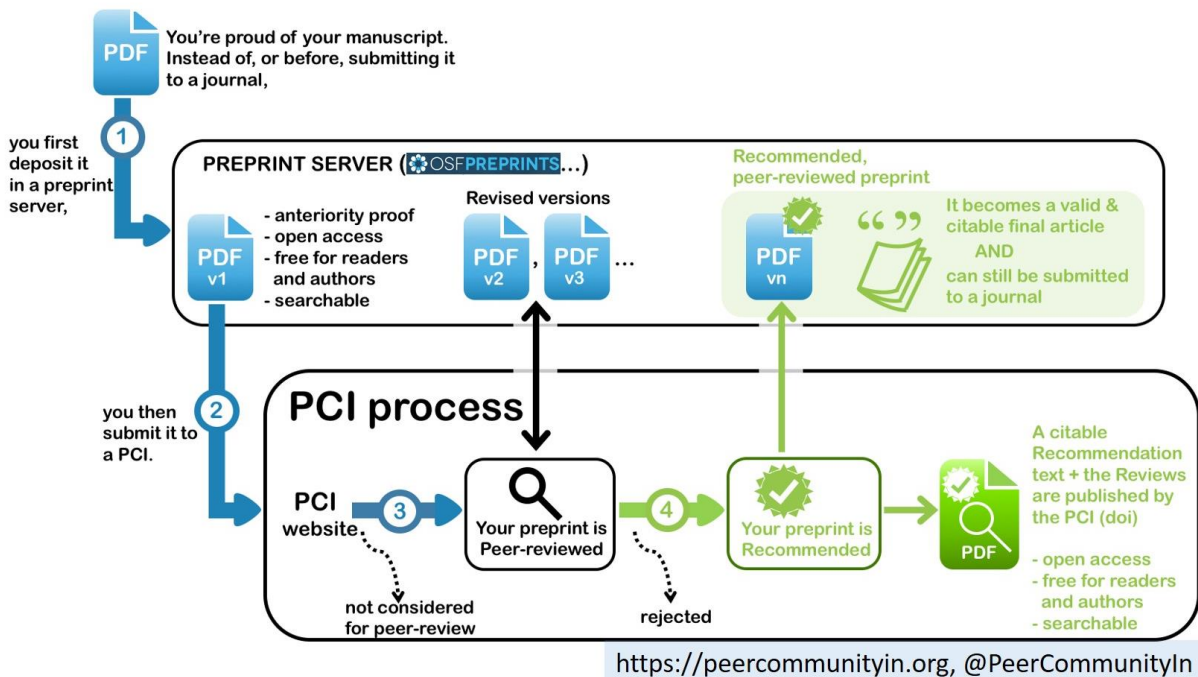 PDF
You're proud of your manuscript.
Instead of, or before, submitting it
to a journal,
1
you first
deposit it
in a preprint
server,
PREPRINT SERVER (OSFPREPRINTS...)
PDF
v1
- anteriority proof
- open access
- free for readers
and authors
- searchable
Revised versions
PDF
v2
,
PDF
v3
...
Recommended,
peer-reviewed preprint
PDF
vn
“ ”
It becomes a valid &
citable final article
AND
can still be submitted
to a journal
2
you then
submit it to
a PCI.
PCI process
PCI
website
3
not considered
for peer-review
Your preprint is
Peer-reviewed
4
rejected
Your preprint is
Recommended
PDF
A citable
Recommendation
text + the Reviews
are published by
the PCI (doi)
- open access
- free for readers
and authors
- searchable
https://peercommunityin.org, @PeerCommunityIn